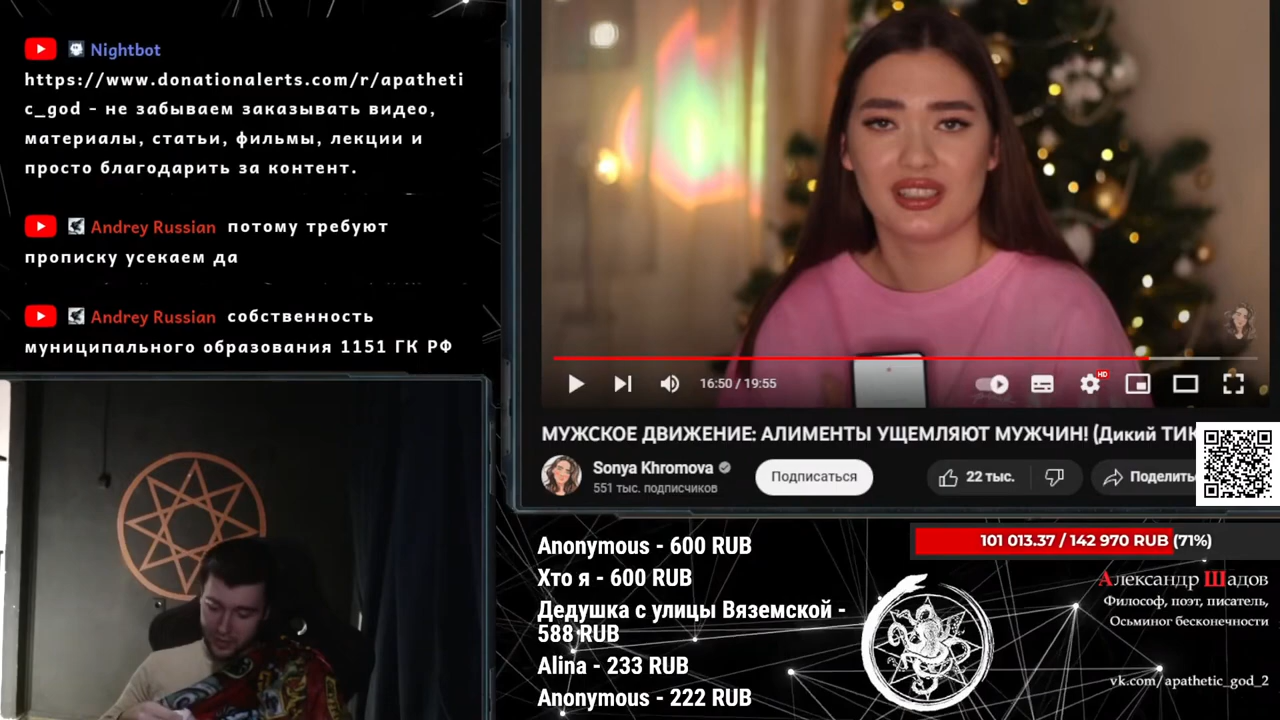 Nightbot
https://www.donationalerts.com/r/apatheti
c_god - не забываем заказывать видео,
материалы, статьи, фильмы, лекции и
просто благодарить за контент.
Andrey Russian потому требуют
прописку усекаем да
Andrey Russian собственность
муниципального образования 1151 ГК РФ
16:50 / 19:55
HD
МУЖСКОЕ ДВИЖЕНИЕ: АЛИМЕНТЫ УЩЕМЛЯЮТ МУЖЧИН! (Дикий ТИК
Sonya Khromova
551 тыс. подписчиков
Подписаться
22 тыс.
Поделить
Anonymous - 600 RUB
Хто я - 600 RUB
Дедушка с улицы Вяземской -
588 RUB
Alina - 233 RUB
Anonymous - 222 RUB
101 013.37 / 142 970 RUB (71%)
Александр Шадов
Философ, поэт, писатель,
Осьминог бесконечности
vk.com/apathetic_god_2